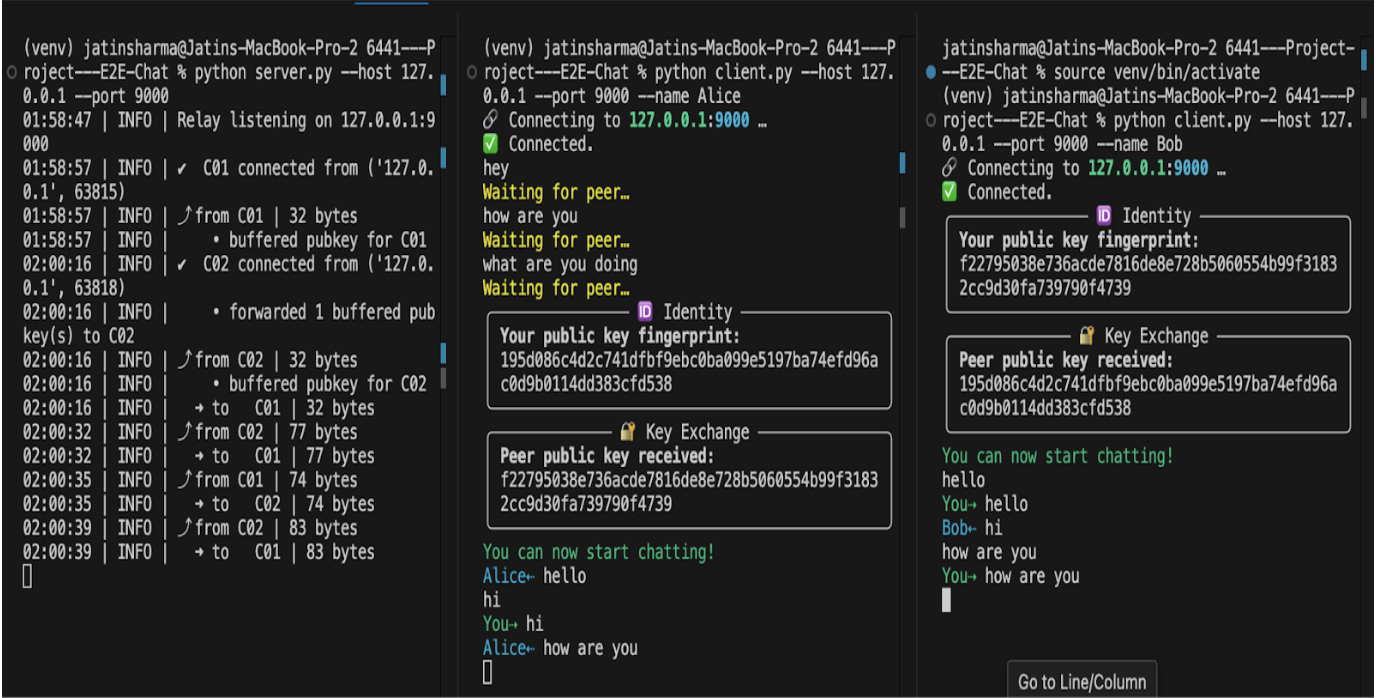 (venv) jatinsharma@Jatins-MacBook-Pro-2 6441---P
roject---E2E-Chat % python server.py --host 127.
0.0.1 --port 9000
01:58:47 | INFO | Relay listening on 127.0.0.1:9
000
01:58:57 | INFO | ✔ C01 connected from ('127.0.
0.1', 63815)
01:58:57 | INFO | ⤴from C01 | 32 bytes
01:58:57 | INFO |    • buffered pubkey for C01
02:00:16 | INFO | ✔ C02 connected from ('127.0.
0.1', 63818)
02:00:16 | INFO |    • forwarded 1 buffered pub
key(s) to C02
02:00:16 | INFO | ⤴from C02 | 32 bytes
02:00:16 | INFO |    • buffered pubkey for C02
02:00:16 | INFO |  → to   C01 | 32 bytes
02:00:32 | INFO | ⤴from C02 | 77 bytes
02:00:32 | INFO |  → to   C01 | 77 bytes
02:00:35 | INFO | ⤴from C01 | 74 bytes
02:00:35 | INFO |  → to   C02 | 74 bytes
02:00:39 | INFO | ⤴from C02 | 83 bytes
02:00:39 | INFO |  → to   C01 | 83 bytes
(venv) jatinsharma@Jatins-MacBook-Pro-2 6441---P
roject---E2E-Chat % python client.py --host 127.
0.0.1 --port 9000 --name Alice
🔗 Connecting to 127.0.0.1:9000 …
✅ Connected.
hey
Waiting for peer…
how are you
Waiting for peer…
what are you doing
Waiting for peer…
🆔 Identity
Your public key fingerprint:
195d086c4d2c741dfbf9ebc0ba099e5197ba74efd96a
c0d9b0114dd383cfd538
🔐 Key Exchange
Peer public key received:
f22795038e736acde7816de8e728b5060554b99f3183
2cc9d30fa739790f4739
You can now start chatting!
Alice← hello
hi
You→ hi
Alice← how are you
jatinsharma@Jatins-MacBook-Pro-2 6441---Project-
--E2E-Chat % source venv/bin/activate
(venv) jatinsharma@Jatins-MacBook-Pro-2 6441---P
roject---E2E-Chat % python client.py --host 127.
0.0.1 --port 9000 --name Bob
🔗 Connecting to 127.0.0.1:9000 …
✅ Connected.
🆔 Identity
Your public key fingerprint:
f22795038e736acde7816de8e728b5060554b99f3183
2cc9d30fa739790f4739
🔐 Key Exchange
Peer public key received:
195d086c4d2c741dfbf9ebc0ba099e5197ba74efd96a
c0d9b0114dd383cfd538
You can now start chatting!
hello
You→ hello
Bob← hi
how are you
You→ how are you
Go to Line/Column